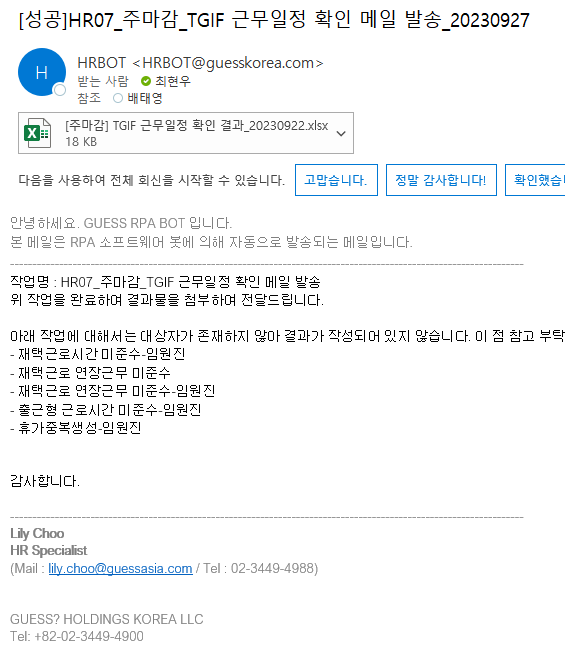 [성공]HR07_주마감_TGIF 근무일정 확인 메일 발송_20230927
H
HRBOT <HRBOT@guesskorea.com>
받는 사람 최현우
참조 배태영
[주마감] TGIF 근무일정 확인 결과_20230922.xlsx
18 KB
다음을 사용하여 전체 회신을 시작할 수 있습니다. 고맙습니다. 정말 감사합니다! 확인했습니
안녕하세요. GUESS RPA BOT 입니다.
본 메일은 RPA 소프트웨어 봇에 의해 자동으로 발송되는 메일입니다.
작업명 : HR07_주마감_TGIF 근무일정 확인 메일 발송
위 작업을 완료하여 결과물을 첨부하여 전달드립니다.
아래 작업에 대해서는 대상자가 존재하지 않아 결과가 작성되어 있지 않습니다. 이 점 참고 부탁
- 재택근로시간 미준수-임원진
- 재택근로 연장근무 미준수
- 재택근로 연장근무 미준수-임원진
- 출근형 근로시간 미준수-임원진
- 휴가중복생성-임원진
감사합니다.
Lily Choo
HR Specialist
(Mail : lily.choo@guessasia.com / Tel : 02-3449-4988)
GUESS? HOLDINGS KOREA LLC
Tel: +82-02-3449-4900